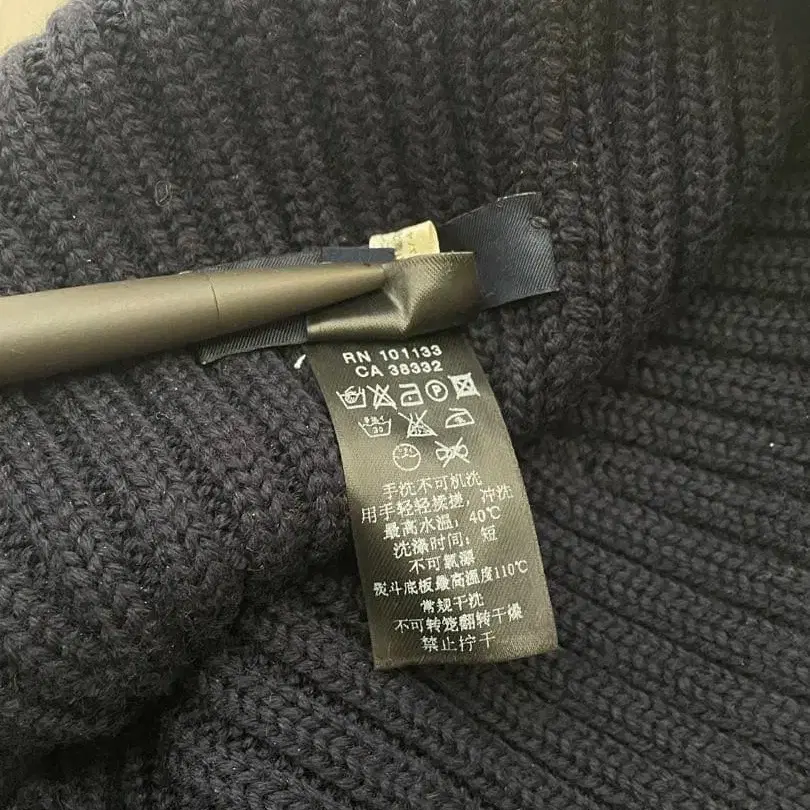 RN 101133
CA 38332
P
手洗不可机洗
用手轻轻揉搓，冲洗
最高水温：40℃
洗涤时间：短
不可氯漂
熨斗底板最高温度110℃
常规干洗
不可转笼翻转干燥
禁止拧干